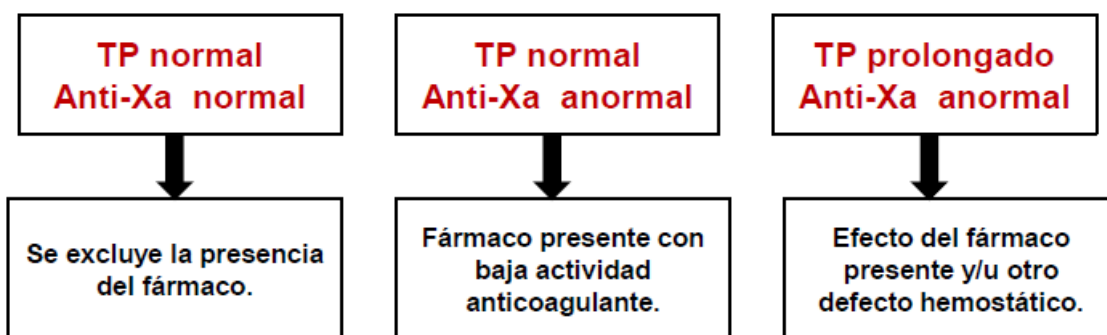 TP normal
Anti-Xa normal
TP normal
Anti-Xa anormal
TP prolongado
Anti-Xa anormal
Se excluye la presencia
del fármaco.
Fármaco presente con
baja actividad
anticoagulante.
Efecto del fármaco
presente y/u otro
defecto hemostático.